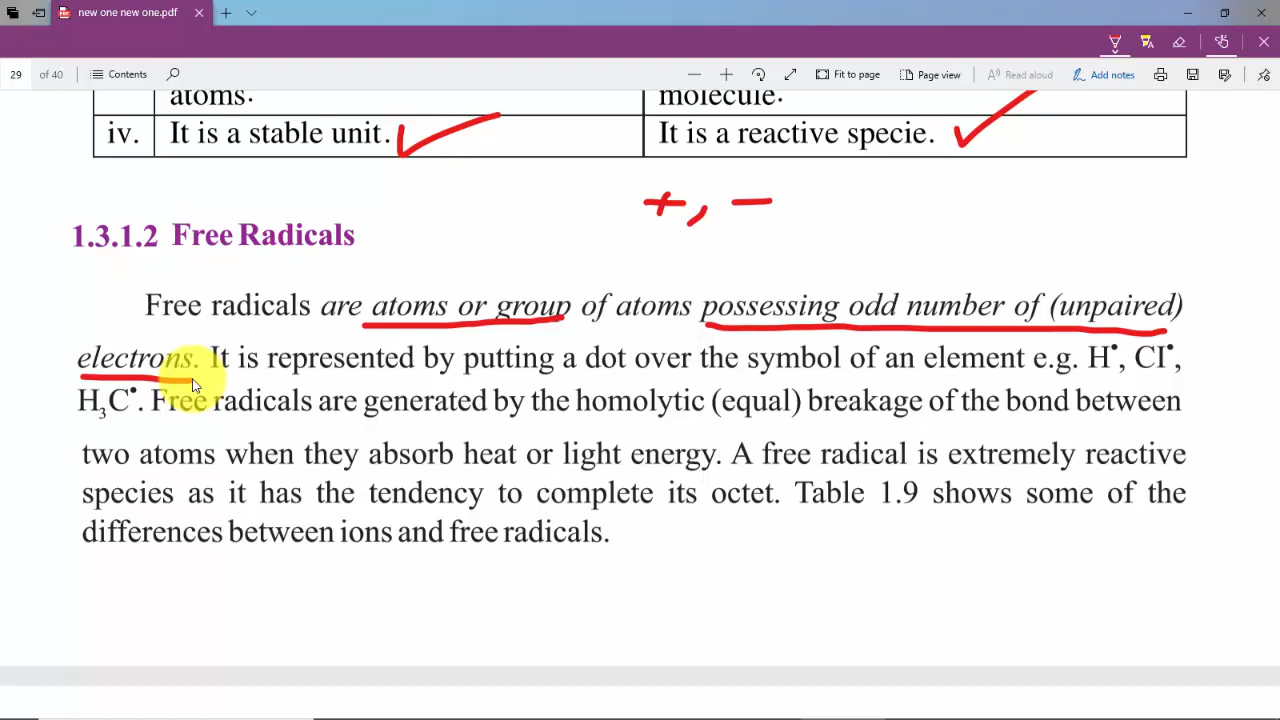 new one new one.pdf
29 of 40 Contents Fit to page Page view Read aloud Add notes
atoms. molecule.
iv. It is a stable unit. It is a reactive specie.
+, −
1.3.1.2 Free Radicals
Free radicals are atoms or group of atoms possessing odd number of (unpaired)
electrons. It is represented by putting a dot over the symbol of an element e.g. H•, CI•,
H₃C•. Free radicals are generated by the homolytic (equal) breakage of the bond between
two atoms when they absorb heat or light energy. A free radical is extremely reactive
species as it has the tendency to complete its octet. Table 1.9 shows some of the
differences between ions and free radicals.